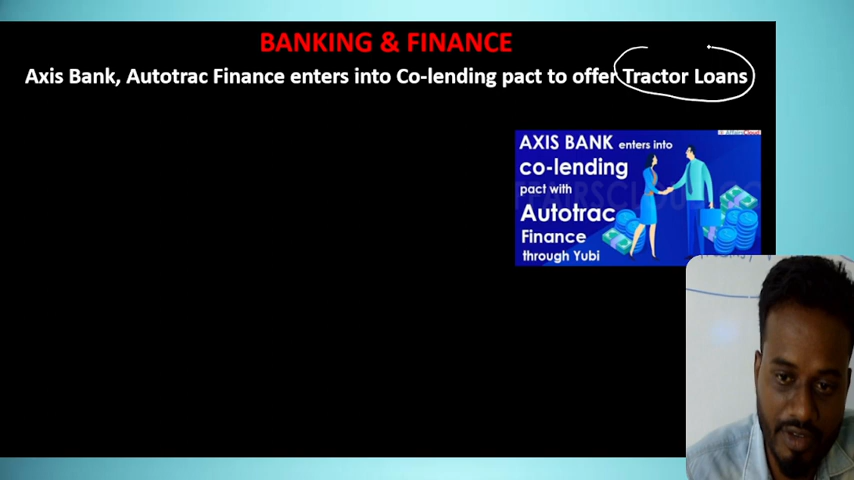 BANKING & FINANCE
Axis Bank, Autotrac Finance enters into Co-lending pact to offer Tractor Loans
AXIS BANK enters into
co-lending
pact with
Autotrac
Finance
through Yubi